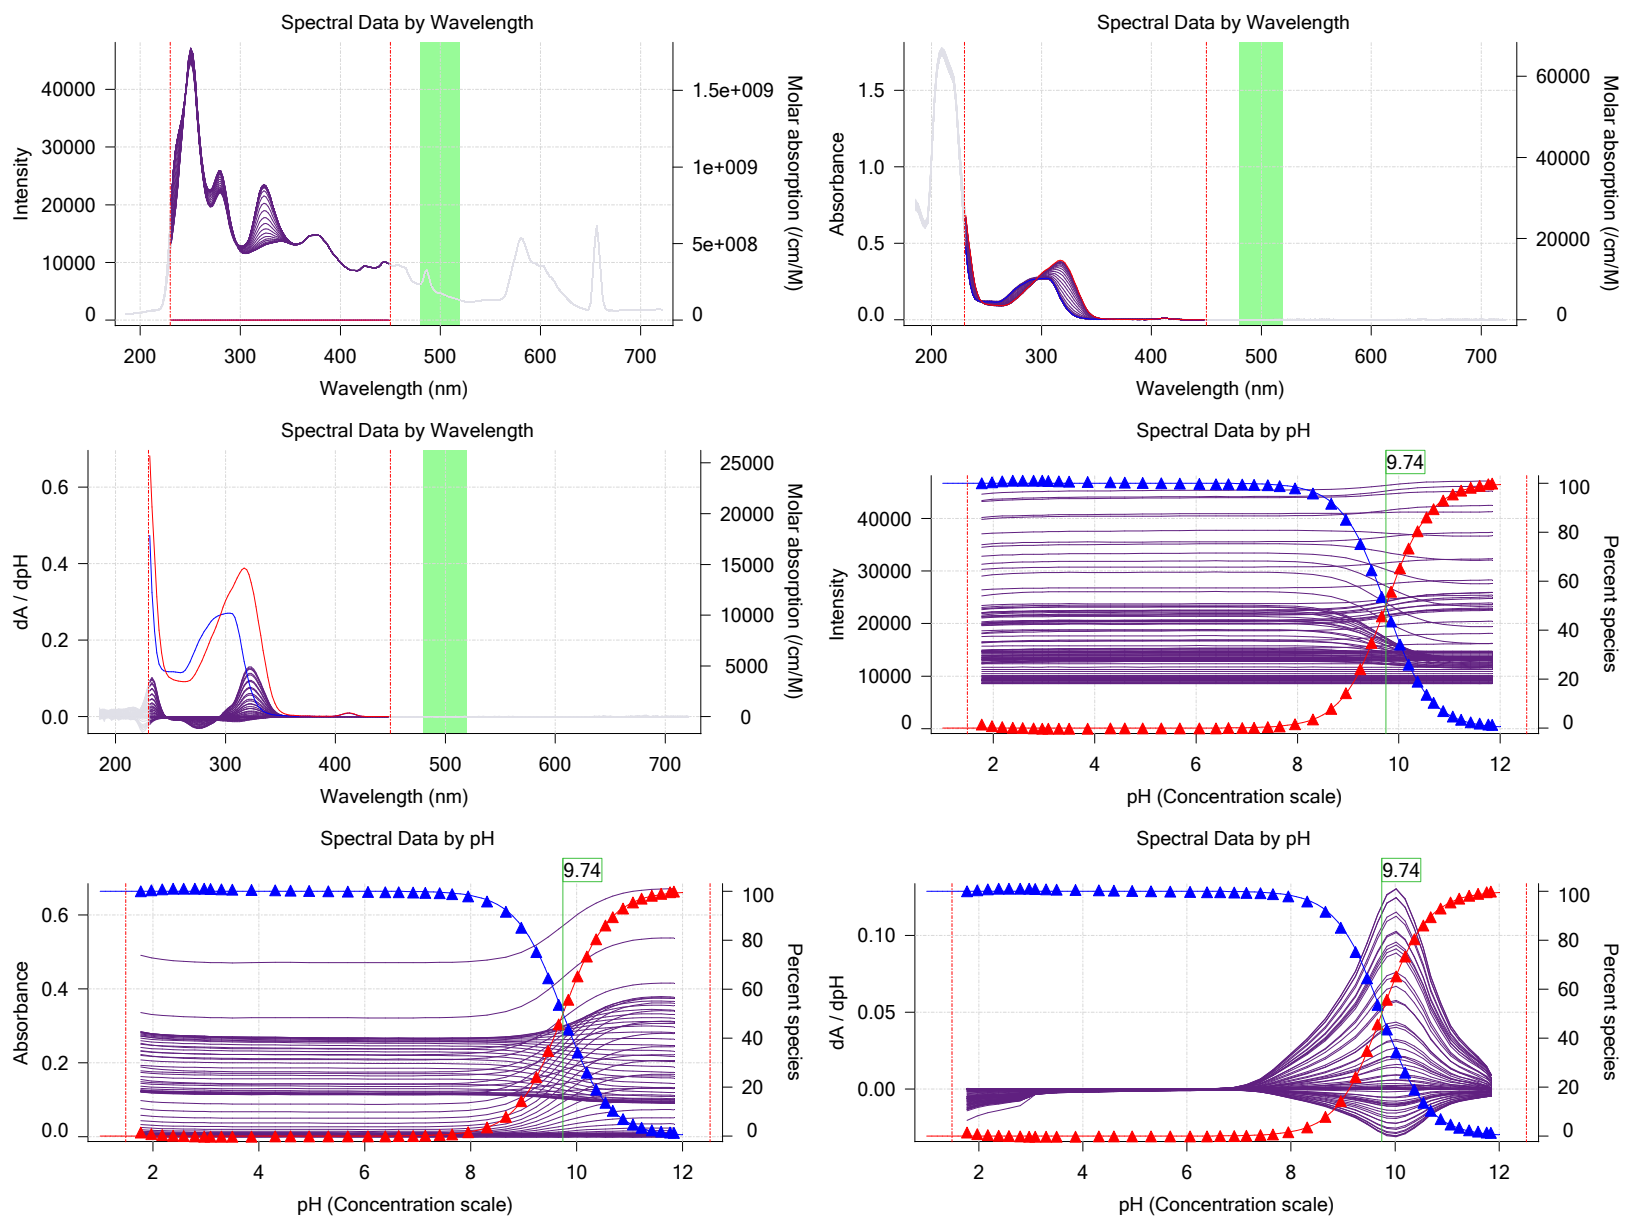 Spectral Data by Wavelength
40000
30000
20000
10000
0
1.5e+009
1e+009
5e+008
0
Intensity
Molar absorption (/cm/M)
200 300 400 500 600 700
Wavelength (nm)
Spectral Data by Wavelength
1.5
1.0
0.5
0.0
60000
40000
20000
0
Absorbance
Molar absorption (/cm/M)
200 300 400 500 600 700
Wavelength (nm)
Spectral Data by Wavelength
0.6
0.4
0.2
0.0
25000
20000
15000
10000
5000
0
dA / dpH
Molar absorption (/cm/M)
200 300 400 500 600 700
Wavelength (nm)
Spectral Data by pH
9.74
40000
30000
20000
10000
0
100
80
60
40
20
0
Intensity
Percent species
2 4 6 8 10 12
pH (Concentration scale)
Spectral Data by pH
9.74
0.6
0.4
0.2
0.0
100
80
60
40
20
0
Absorbance
Percent species
2 4 6 8 10 12
pH (Concentration scale)
Spectral Data by pH
9.74
0.10
0.05
0.00
100
80
60
40
20
0
dA / dpH
Percent species
2 4 6 8 10 12
pH (Concentration scale)